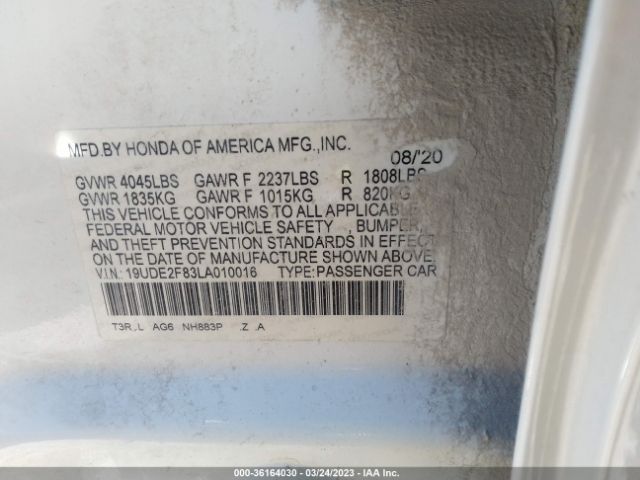 MFD.BY HONDA OF AMERICA MFG.,INC.
08/'20
GVWR 4045LBS GAWR F 2237LBS R 1808LBS
GVWR 1835KG GAWR F 1015KG R 820KG
THIS VEHICLE CONFORMS TO ALL APPLICABLE
FEDERAL MOTOR VEHICLE SAFETY , BUMPER,
AND THEFT PREVENTION STANDARDS IN EFFECT
ON THE DATE OF MANUFACTURE SHOWN ABOVE.
V.I.N: 19UDE2F83LA010016 TYPE:PASSENGER CAR
T3R.,L AG6 NH883P .Z .A
000-36164030 - 03/24/2023 - IAA Inc.